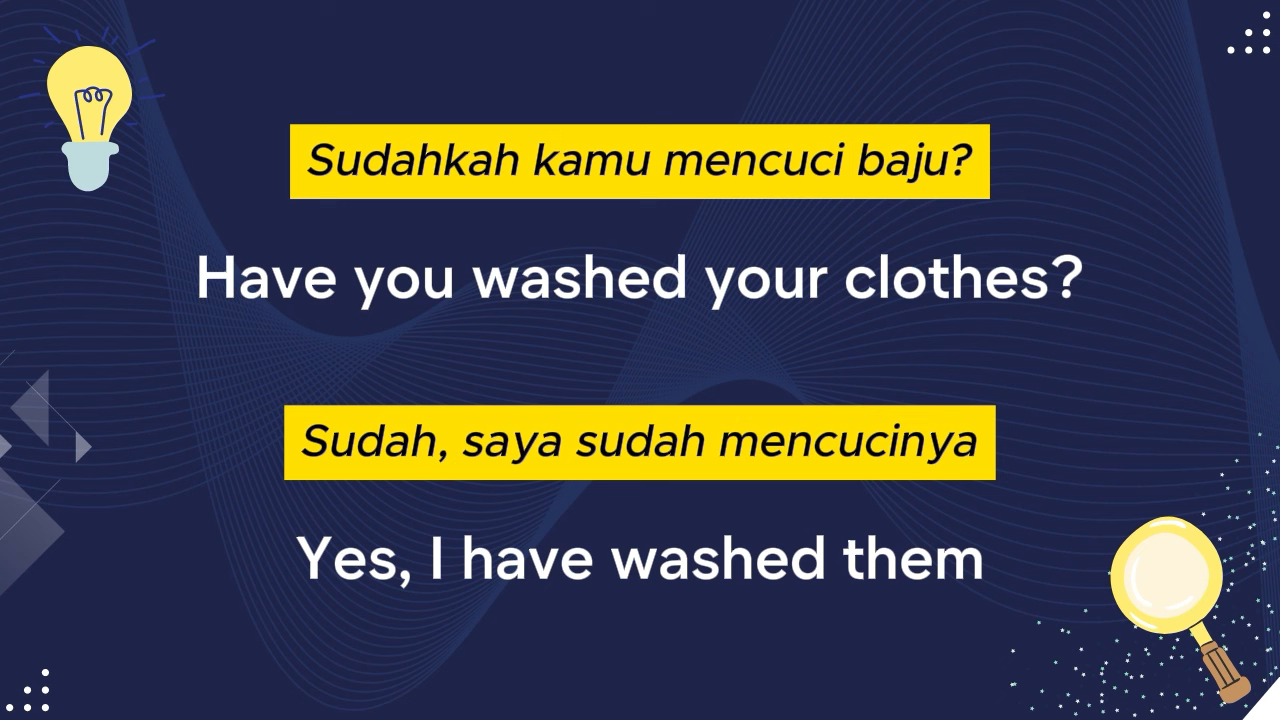 Sudahkah kamu mencuci baju?
Have you washed your clothes?
Sudah, saya sudah mencucinya
Yes, I have washed them